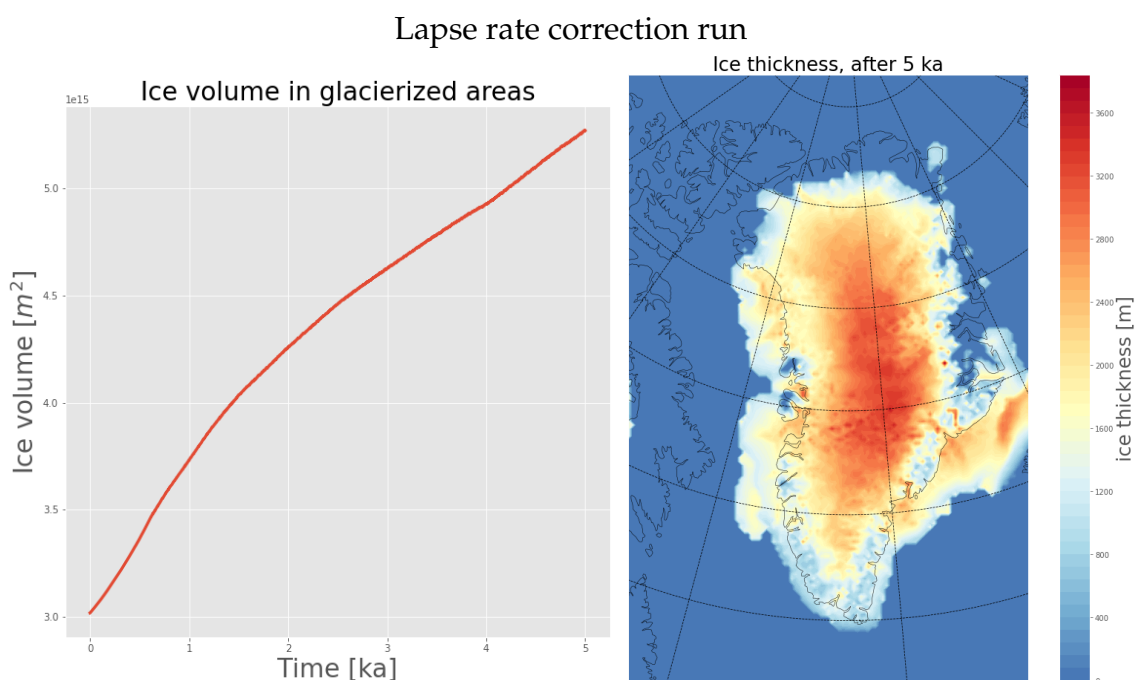 Lapse rate correction run
Ice volume in glacierized areas
1e15
5.0
4.5
4.0
3.5
3.0
Ice volume [m²]
0 1 2 3 4 5
Time [ka]
Ice thickness, after 5 ka
3600
3200
2800
2400
2000
1600
1200
800
400
0
ice thickness [m]